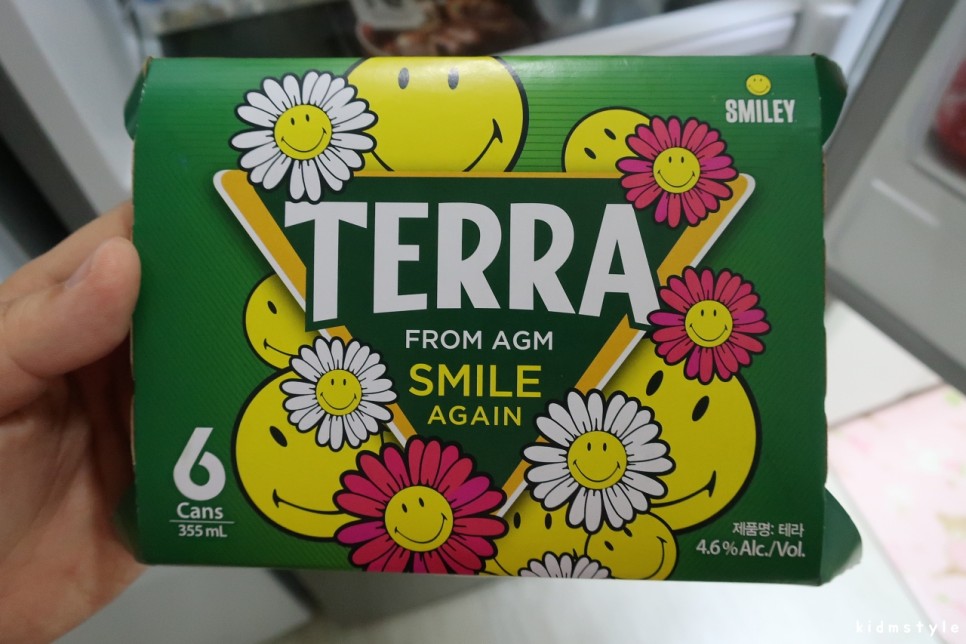 SMILEY
TERRA
FROM AGM
SMILE
AGAIN
6
Cans
355 mL
제품명: 테라
4.6% Alc./Vol.
kidmstyle